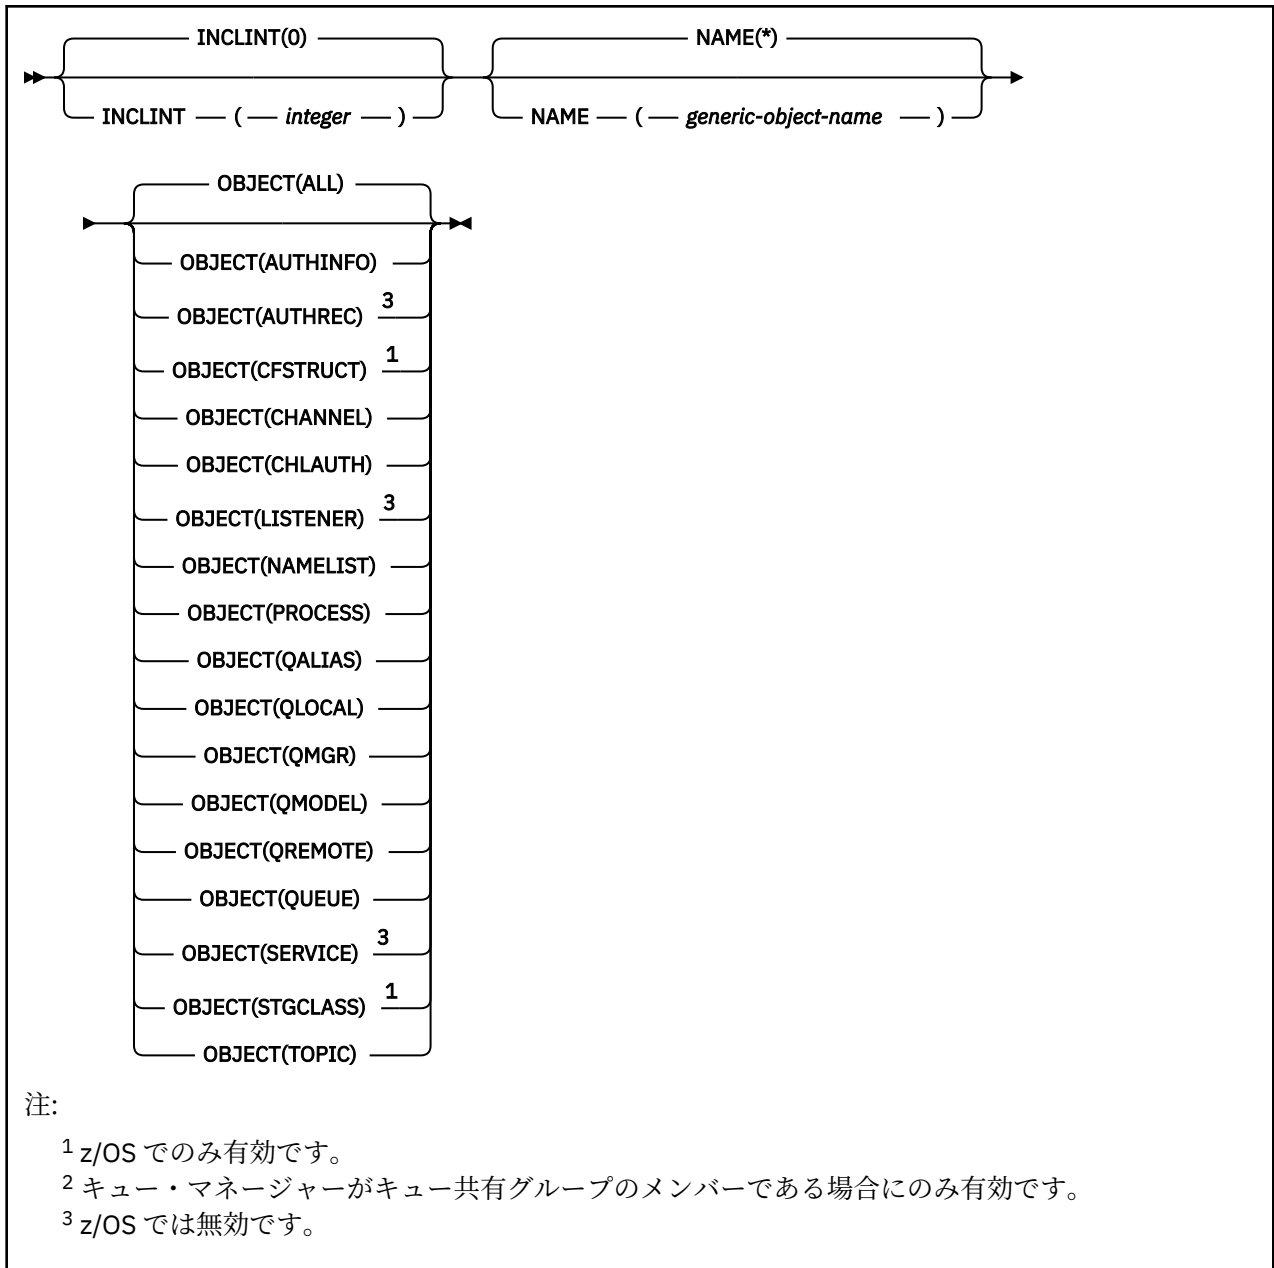 INCLINT(0) NAME(*)
INCLINT ( integer ) NAME ( generic-object-name )
OBJECT(ALL)
OBJECT(AUTHINFO)
OBJECT(AUTHREC) 3
OBJECT(CFSTRUCT) 1
OBJECT(CHANNEL)
OBJECT(CHLAUTH)
OBJECT(LISTENER) 3
OBJECT(NAMELIST)
OBJECT(PROCESS)
OBJECT(QALIAS)
OBJECT(QLOCAL)
OBJECT(QMGR)
OBJECT(QMODEL)
OBJECT(QREMOTE)
OBJECT(QUEUE)
OBJECT(SERVICE) 3
OBJECT(STGCLASS) 1
OBJECT(TOPIC)
注:
1 z/OS でのみ有効です。
2 キュー・マネージャーがキュー共有グループのメンバーである場合にのみ有効です。
3 z/OS では無効です。